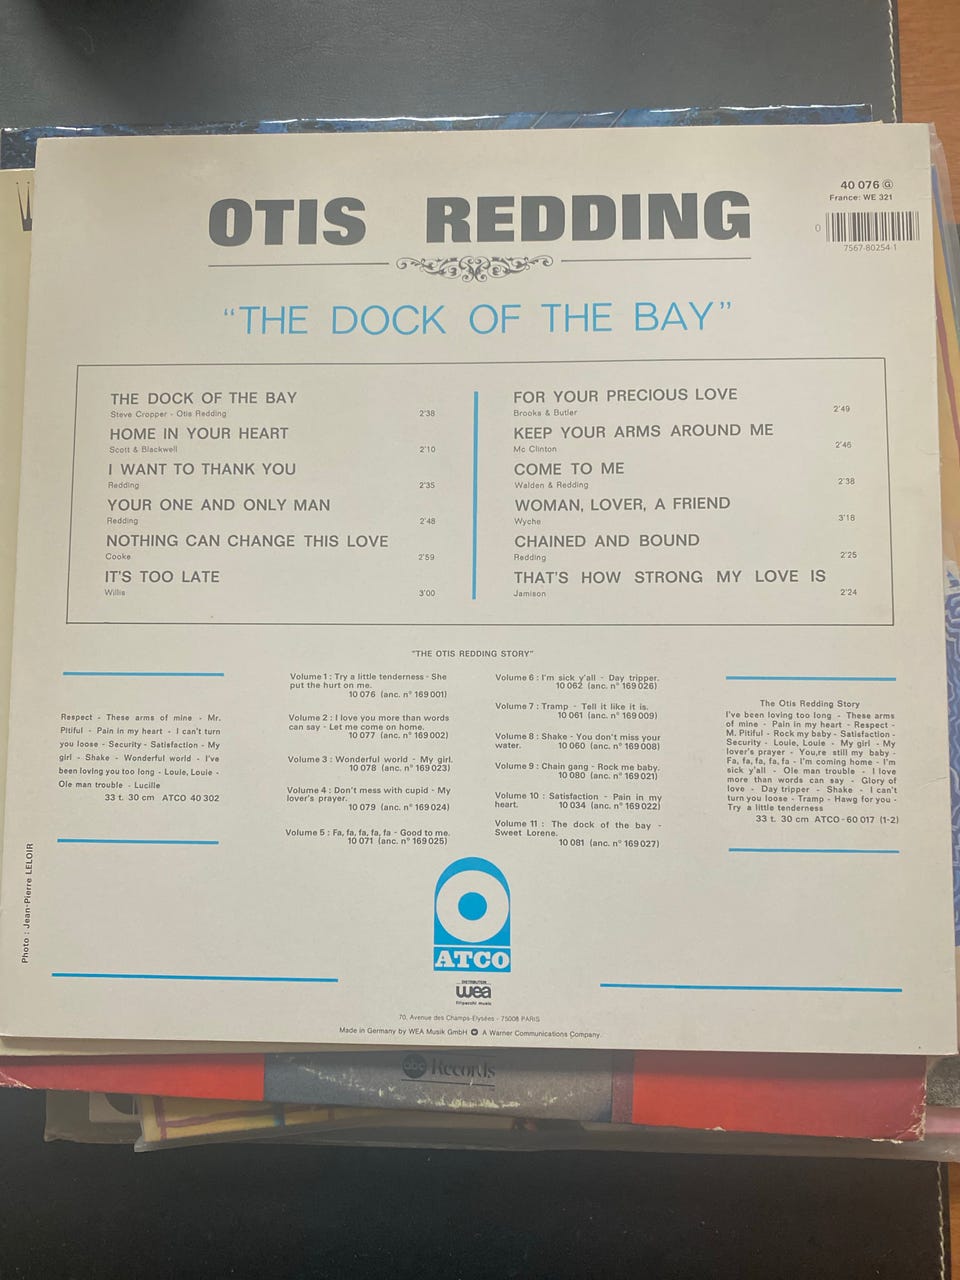 40 076 G
France: WE 321
OTIS REDDING
0
7567-80254-1
"THE DOCK OF THE BAY"
THE DOCK OF THE BAY
Steve Cropper - Otis Redding 2'38
HOME IN YOUR HEART
Scott & Blackwell 2'10
I WANT TO THANK YOU
Redding 2'35
YOUR ONE AND ONLY MAN
Redding 2'48
NOTHING CAN CHANGE THIS LOVE
Cooke 2'59
IT'S TOO LATE
Willis 3'00
FOR YOUR PRECIOUS LOVE
Brooks & Butler 2'49
KEEP YOUR ARMS AROUND ME
Mc Clinton 2'46
COME TO ME
Walden & Redding 2'38
WOMAN, LOVER, A FRIEND
Wyche 3'18
CHAINED AND BOUND
Redding 2'25
THAT'S HOW STRONG MY LOVE IS
Jamison 2'24
"THE OTIS REDDING STORY"
Respect - These arms of mine - Mr.
Pitiful - Pain in my heart - I can't turn
you loose - Security - Satisfaction - My
girl - Shake - Wonderful world - I've
been loving you too long - Louie, Louie -
Ole man trouble - Lucille
33 t. 30 cm ATCO 40 302
Volume 1 : Try a little tenderness - She
put the hurt on me.
10 076 (anc. n° 169 001)
Volume 2 : I love you more than words
can say - Let me come on home.
10 077 (anc. n° 169 002)
Volume 3 : Wonderful world - My girl.
10 078 (anc. n° 169 023)
Volume 4 : Don't mess with cupid - My
lover's prayer.
10 079 (anc. n° 169 024)
Volume 5 : Fa, fa, fa, fa, fa - Good to me.
10 071 (anc. n° 169 025)
Volume 6 : I'm sick y'all - Day tripper.
10 062 (anc. n° 169 026)
Volume 7 : Tramp - Tell it like it is.
10 061 (anc. n° 169 009)
Volume 8 : Shake - You don't miss your
water.
10 060 (anc. n° 169 008)
Volume 9 : Chain gang - Rock me baby.
10 080 (anc. n° 169 021)
Volume 10 : Satisfaction - Pain in my
heart.
10 034 (anc. n° 169 022)
Volume 11 : The dock of the bay -
Sweet Lorene.
10 081 (anc. n° 169 027)
The Otis Redding Story
I've been loving too long - These arms
of mine - Pain in my heart - Respect -
M. Pitiful - Rock my baby - Satisfaction -
Security - Louie, Louie - My girl - My
lover's prayer - You,re still my baby -
Fa, fa, fa, fa, fa - I'm coming home - I'm
sick y'all - Ole man trouble - I love
more than words can say - Glory of
love - Day tripper - Shake - I can't
turn you loose - Tramp - Hawg for you -
Try a little tenderness
33 t. 30 cm ATCO - 60 017 (1-2)
Photo : Jean-Pierre LELOIR
ATCO
DISTRIBUTION
wea
filipacchi music
70, Avenue des Champs-Elysées - 75008 PARIS
Made in Germany by WEA Musik GmbH A Warner Communications Company
abc Records